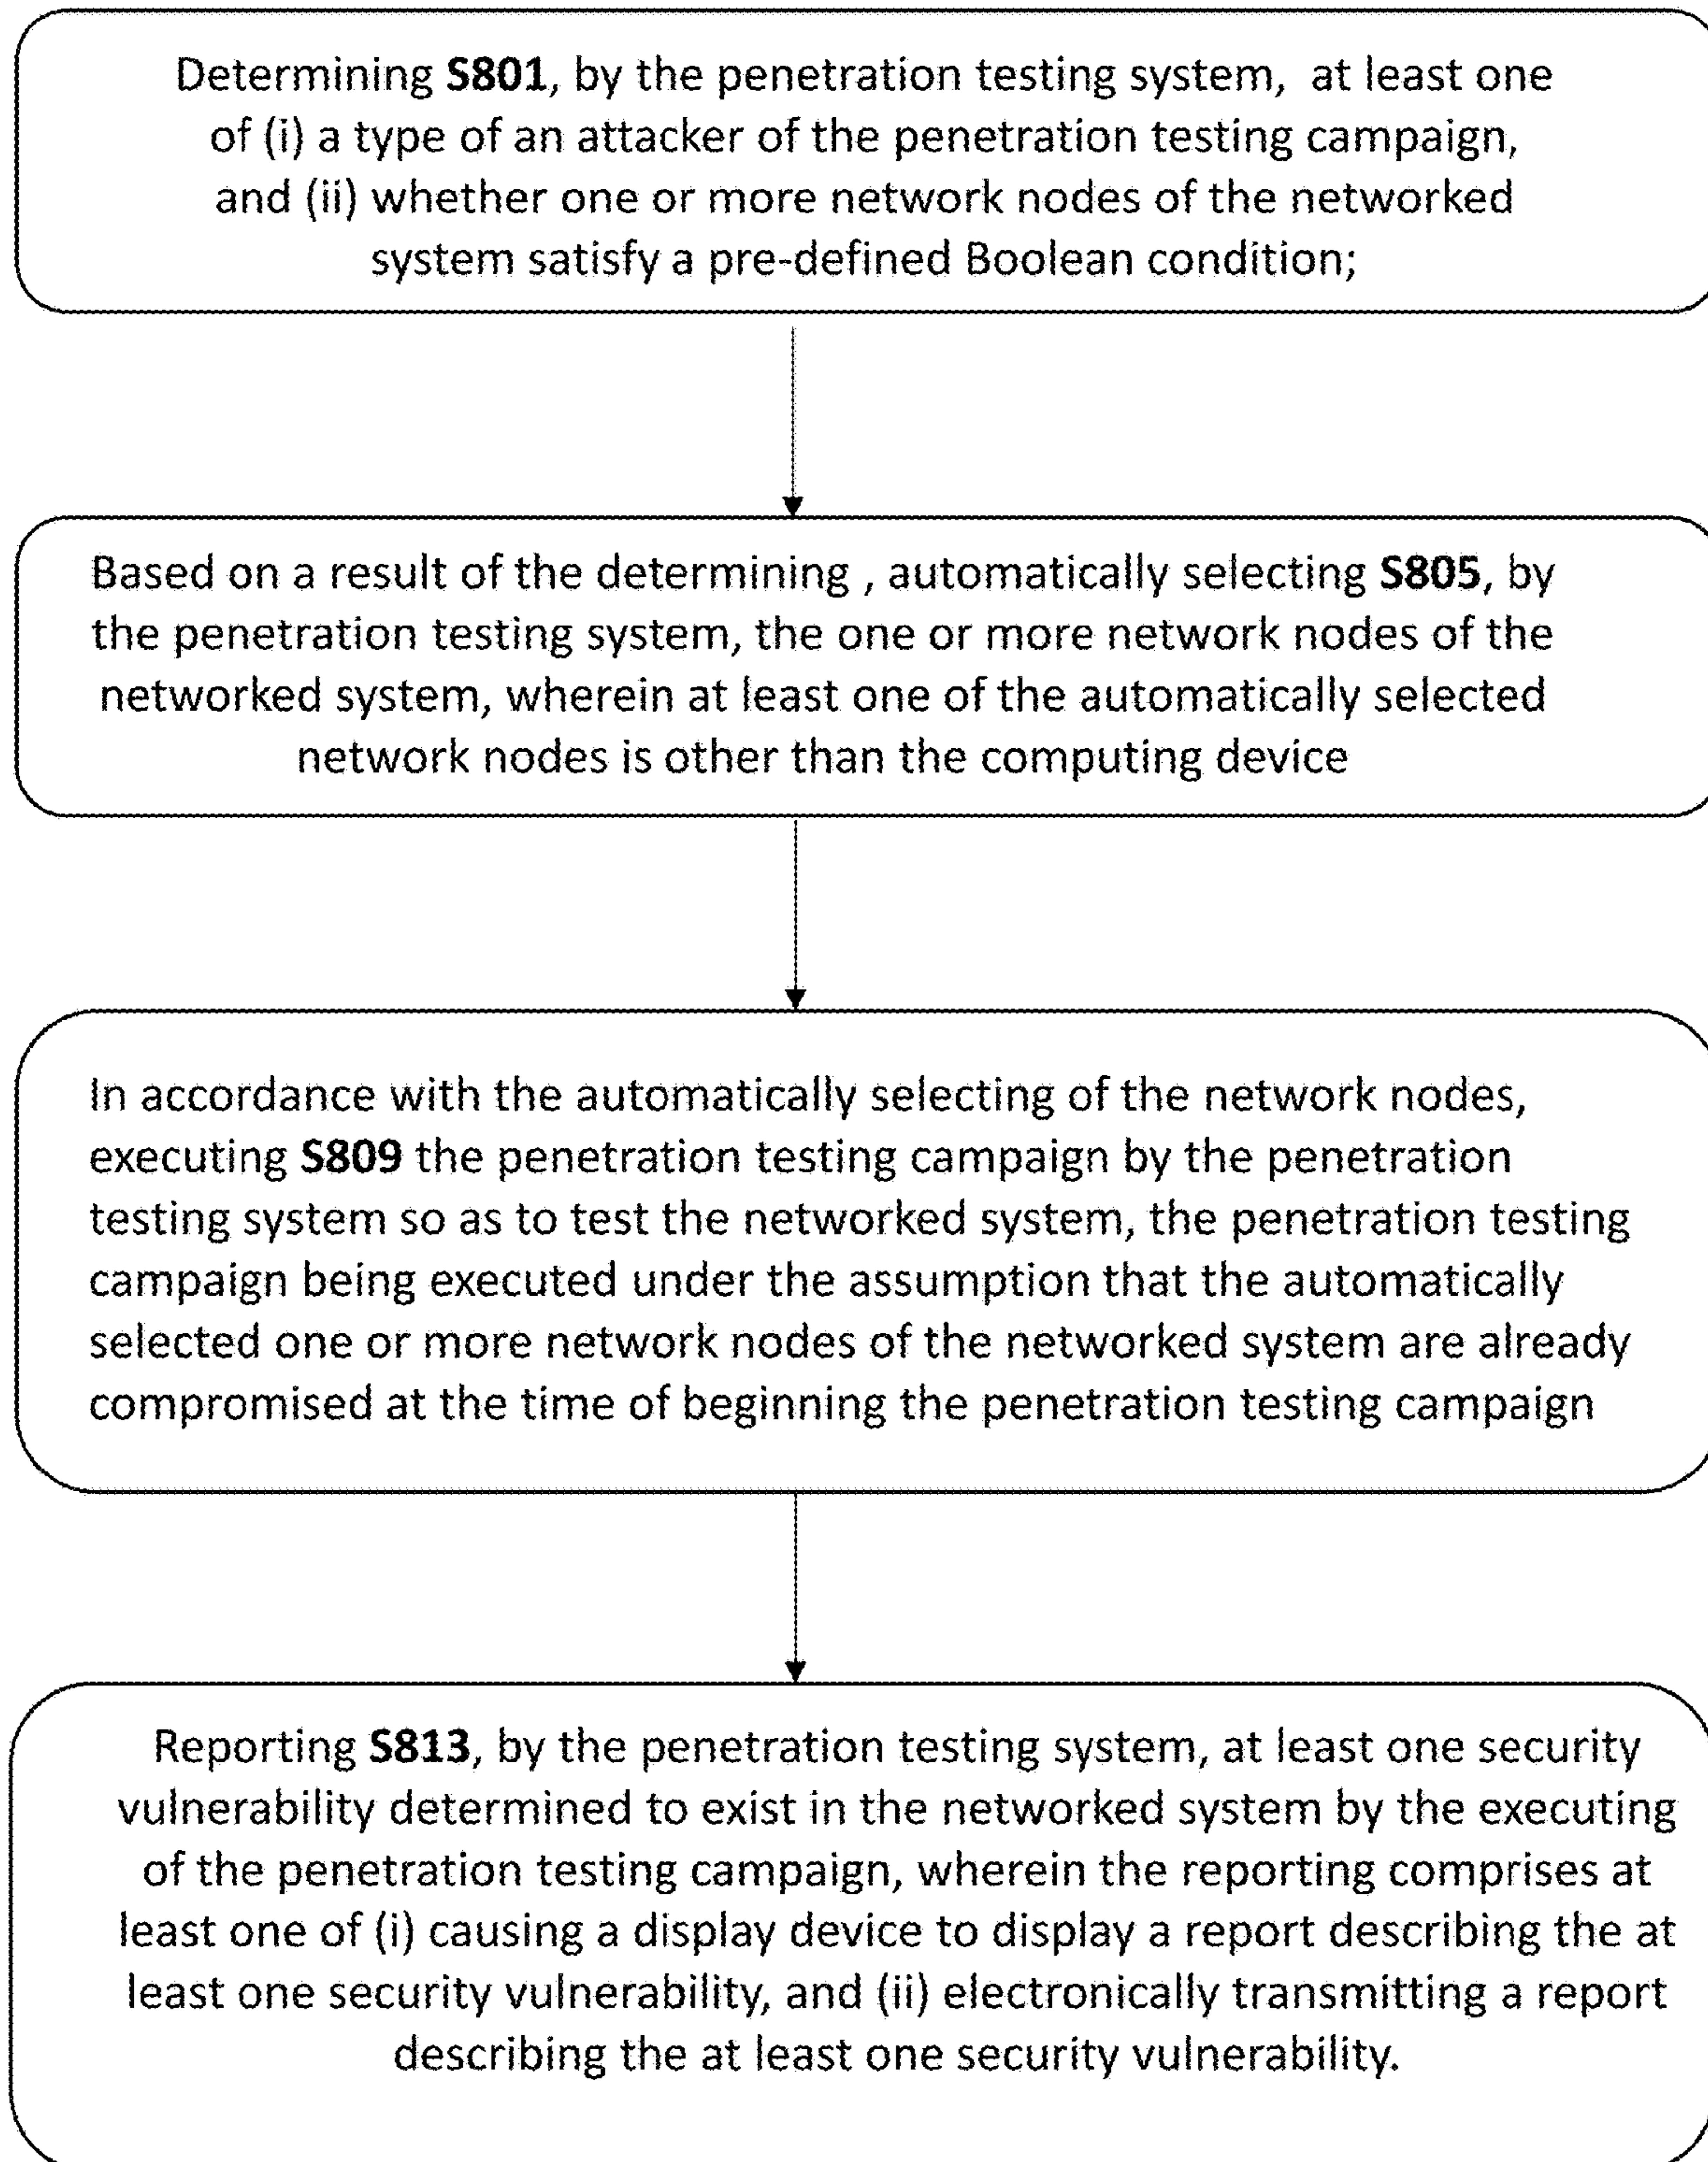 Determining S801, by the penetration testing system, at least one
of (i) a type of an attacker of the penetration testing campaign,
and (ii) whether one or more network nodes of the networked
system satisfy a pre-defined Boolean condition;
Based on a result of the determining , automatically selecting S805, by
the penetration testing system, the one or more network nodes of the
networked system, wherein at least one of the automatically selected
network nodes is other than the computing device
In accordance with the automatically selecting of the network nodes,
executing S809 the penetration testing campaign by the penetration
testing system so as to test the networked system, the penetration testing
campaign being executed under the assumption that the automatically
selected one or more network nodes of the networked system are already
compromised at the time of beginning the penetration testing campaign
Reporting S813, by the penetration testing system, at least one security
vulnerability determined to exist in the networked system by the executing
of the penetration testing campaign, wherein the reporting comprises at
least one of (i) causing a display device to display a report describing the at
least one security vulnerability, and (ii) electronically transmitting a report
describing the at least one security vulnerability.